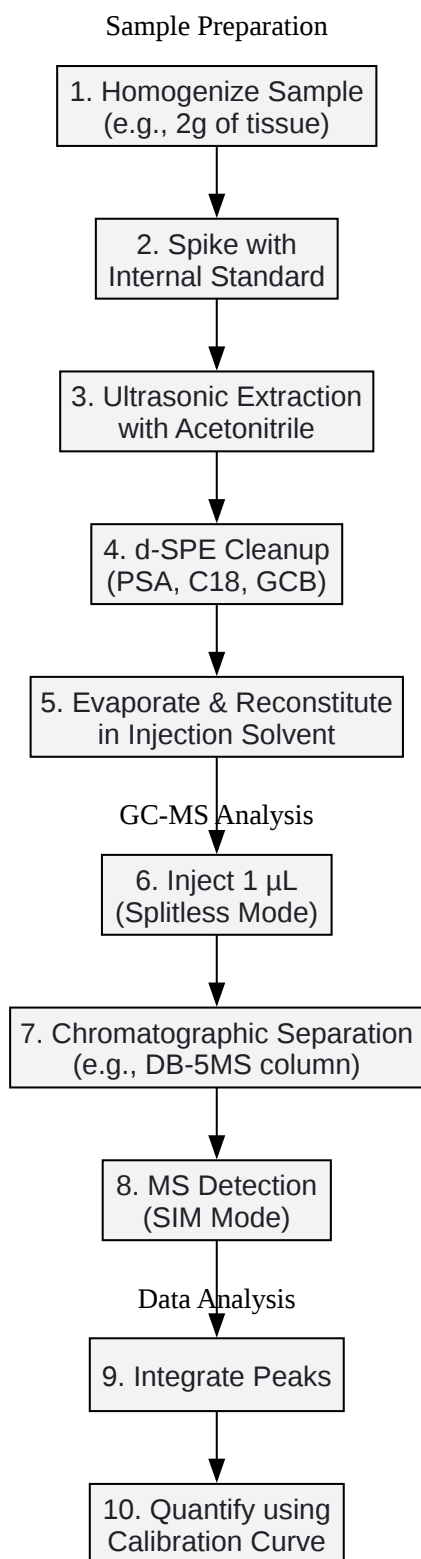 Sample Preparation
1. Homogenize Sample
(e.g., 2g of tissue)
2. Spike with
Internal Standard
3. Ultrasonic Extraction
with Acetonitrile
4. d-SPE Cleanup
(PSA, C18, GCB)
5. Evaporate & Reconstitute
in Injection Solvent
GC-MS Analysis
6. Inject 1 µL
(Splitless Mode)
7. Chromatographic Separation
(e.g., DB-5MS column)
8. MS Detection
(SIM Mode)
Data Analysis
9. Integrate Peaks
10. Quantify using
Calibration Curve